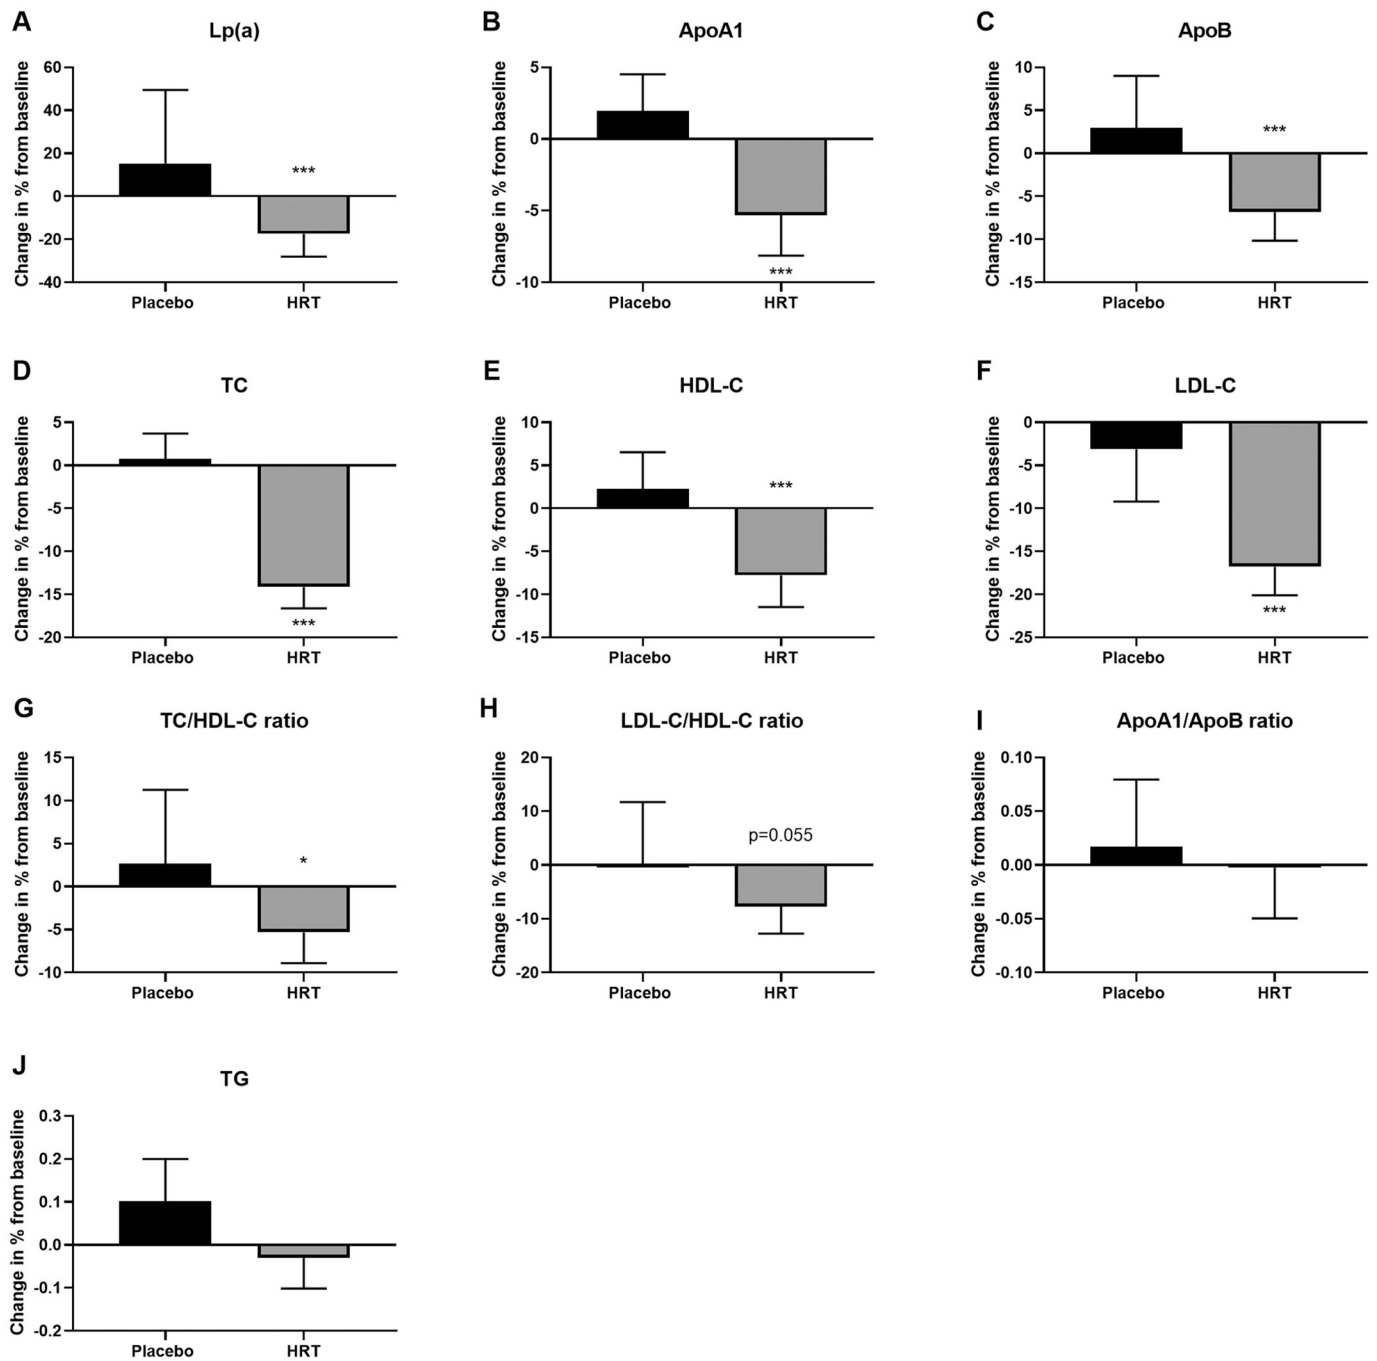 A
Lp(a)
Change in % from baseline
60
40
20
0
-20
-40
***
Placebo
HRT
B
ApoA1
Change in % from baseline
5
0
-5
-10
***
Placebo
HRT
C
ApoB
Change in % from baseline
10
5
0
-5
-10
-15
***
Placebo
HRT
D
TC
Change in % from baseline
5
0
-5
-10
-15
-20
***
Placebo
HRT
E
HDL-C
Change in % from baseline
10
5
0
-5
-10
-15
***
Placebo
HRT
F
LDL-C
Change in % from baseline
0
-5
-10
-15
-20
-25
***
Placebo
HRT
G
TC/HDL-C ratio
Change in % from baseline
15
10
5
0
-5
-10
*
Placebo
HRT
H
LDL-C/HDL-C ratio
Change in % from baseline
20
10
0
-10
-20
p=0.055
Placebo
HRT
I
ApoA1/ApoB ratio
Change in % from baseline
0.10
0.05
0.00
-0.05
-0.10
Placebo
HRT
J
TG
Change in % from baseline
0.3
0.2
0.1
0.0
-0.1
-0.2
Placebo
HRT